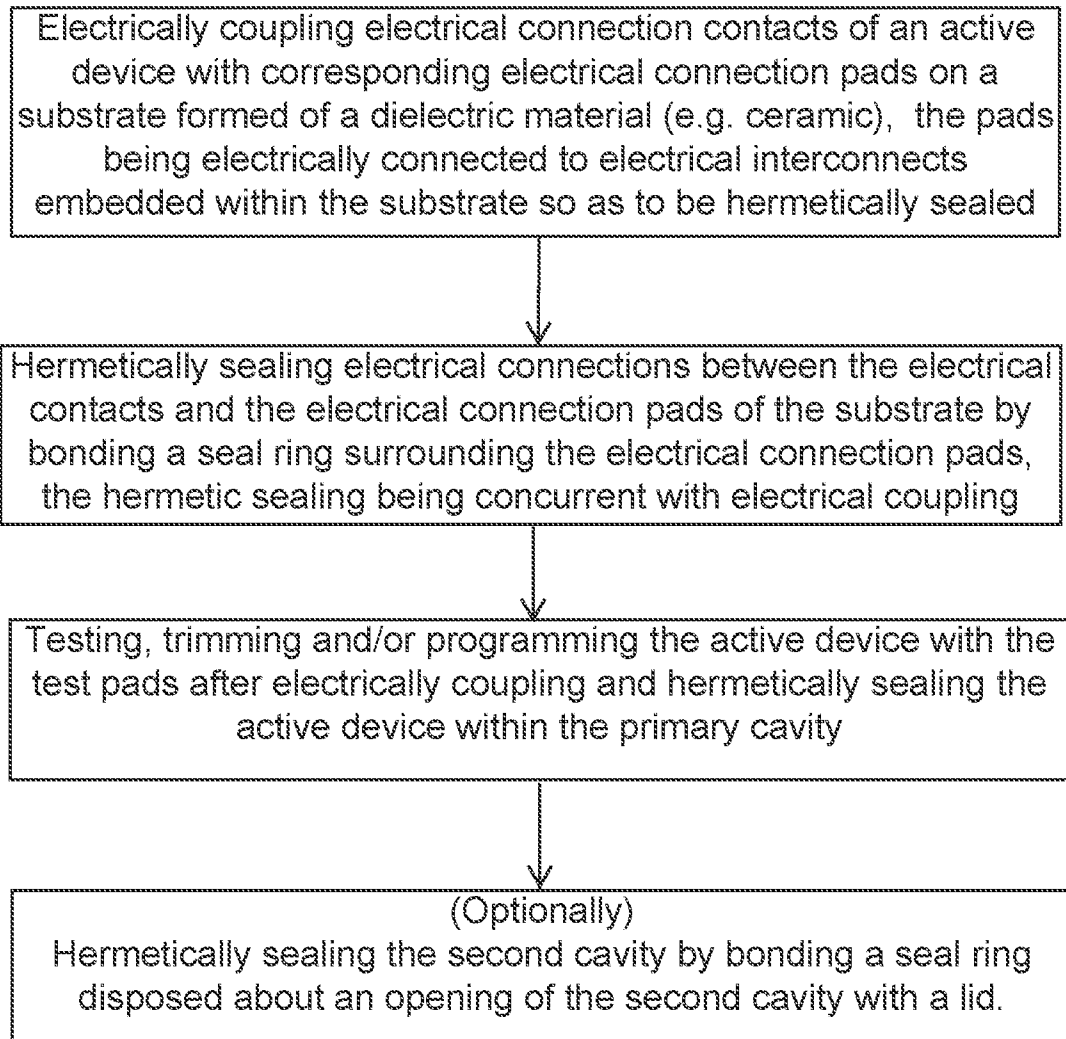 Electrically coupling electrical connection contacts of an active
device with corresponding electrical connection pads on a
substrate formed of a dielectric material (e.g. ceramic), the pads
being electrically connected to electrical interconnects
embedded within the substrate so as to be hermetically sealed
Hermetically sealing electrical connections between the electrical
contacts and the electrical connection pads of the substrate by
bonding a seal ring surrounding the electrical connection pads,
the hermetic sealing being concurrent with electrical coupling
Testing, trimming and/or programming the active device with the
test pads after electrically coupling and hermetically sealing the
active device within the primary cavity
(Optionally)
Hermetically sealing the second cavity by bonding a seal ring
disposed about an opening of the second cavity with a lid.